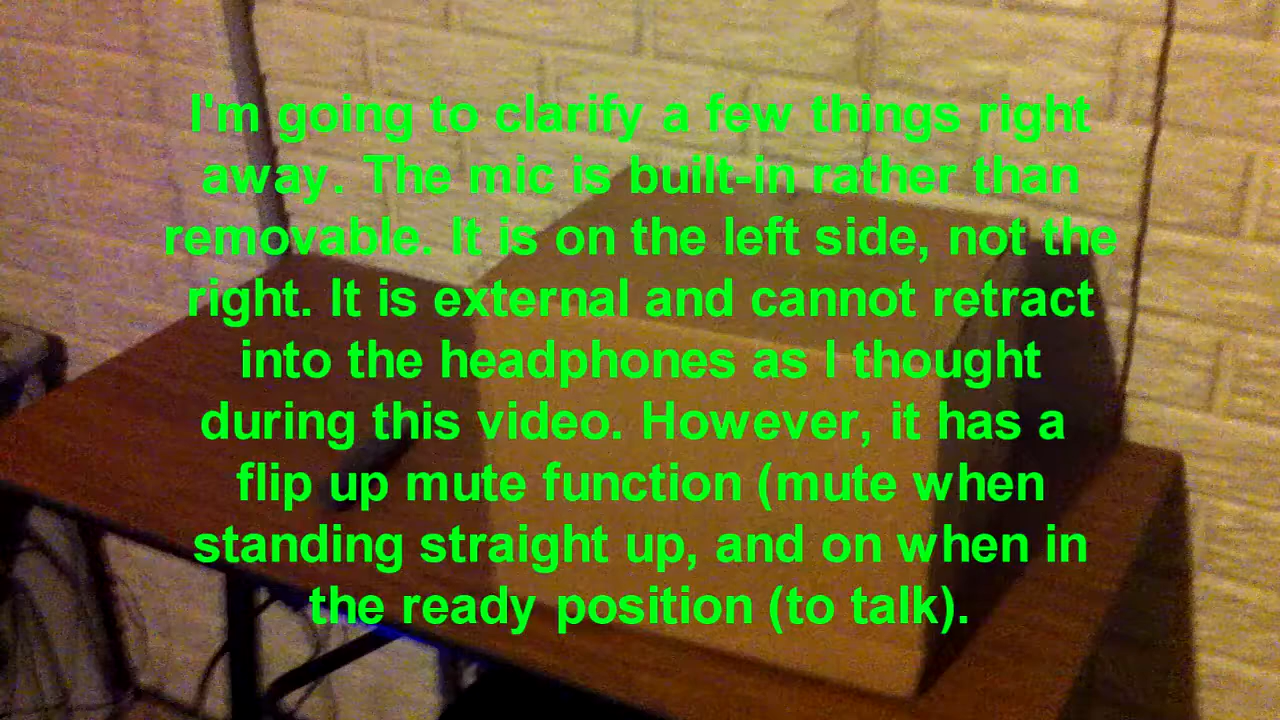 I'm going to clarify a few things right
away. The mic is built-in rather than
removable. It is on the left side, not the
right. It is external and cannot retract
into the headphones as I thought
during this video. However, it has a
flip up mute function (mute when
standing straight up, and on when in
the ready position (to talk).